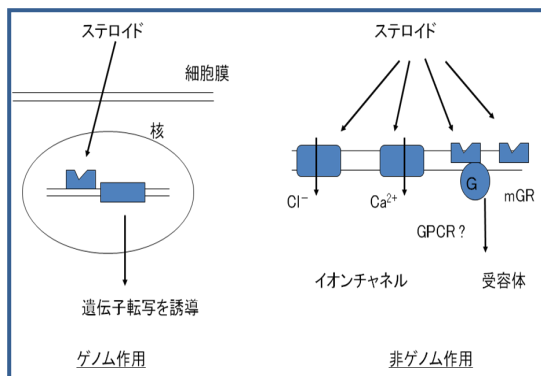 ステロイド
細胞膜
核
遺伝子転写を誘導
ゲノム作用
ステロイド
Cl⁻
Ca²⁺
G
mGR
GPCR?
イオンチャネル
受容体
非ゲノム作用